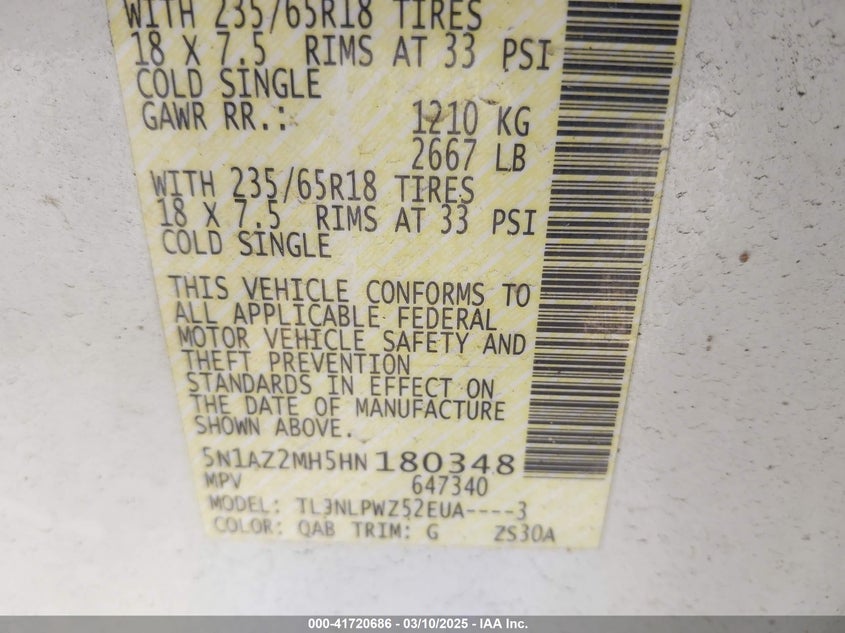 WITH 235/65R18 TIRES
18 X 7.5 RIMS AT 33 PSI
COLD SINGLE
GAWR RR.: 1210 KG
2667 LB
WITH 235/65R18 TIRES
18 X 7.5 RIMS AT 33 PSI
COLD SINGLE
THIS VEHICLE CONFORMS TO
ALL APPLICABLE FEDERAL
MOTOR VEHICLE SAFETY AND
THEFT PREVENTION
STANDARDS IN EFFECT ON
THE DATE OF MANUFACTURE
SHOWN ABOVE.
5N1AZ2MH5HN180348
MPV 647340
MODEL: TL3NLPWZ52EUA----3
COLOR: QAB TRIM: G ZS30A
000-41720686 - 03/10/2025 - IAA Inc.